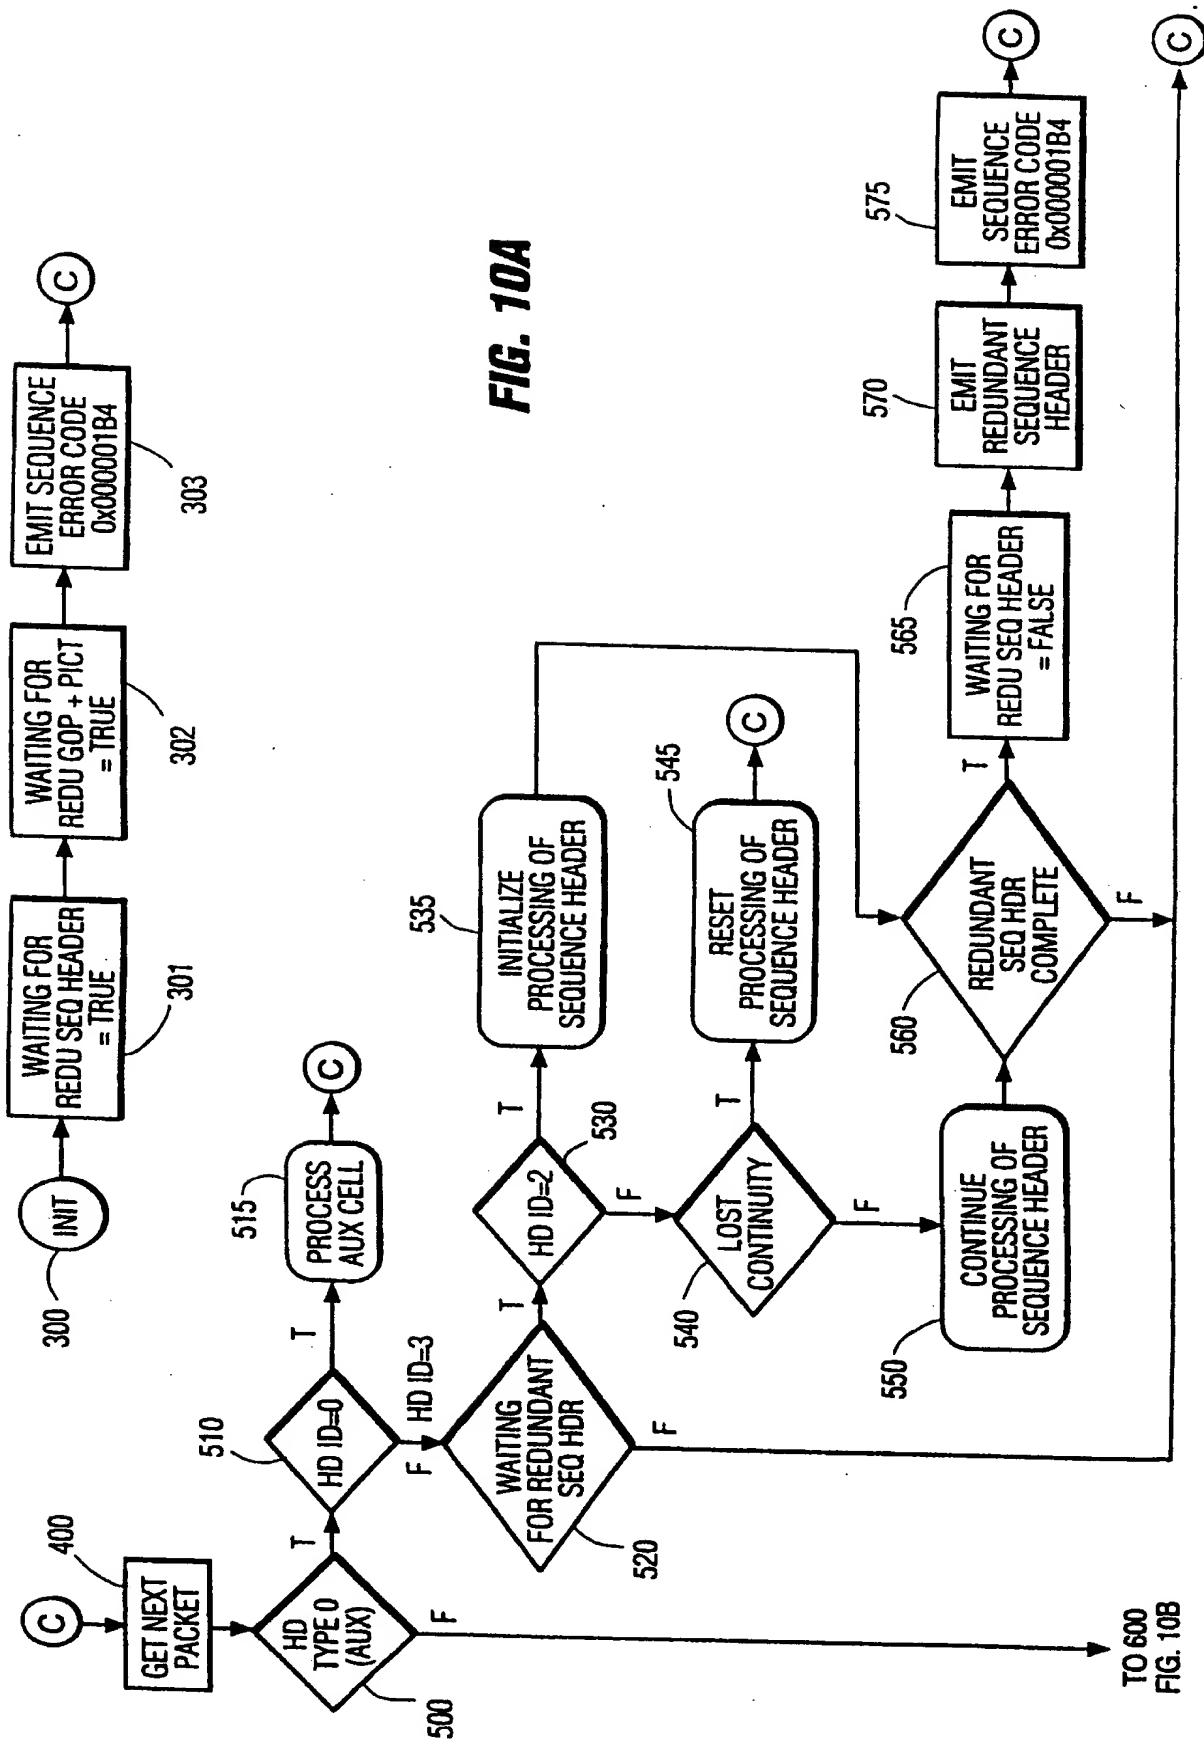 300
INIT
WAITING FOR
REDU SEQ HEADER
= TRUE
301
WAITING FOR
REDU GOP + PICT
= TRUE
302
EMIT SEQUENCE
ERROR CODE
0x000001B4
303
C
FIG. 10A
C
400
GET NEXT
PACKET
HD
TYPE 0
(AUX)
500
T
F
TO 600
FIG. 10B
510
HD ID=0
T
F
HD ID=3
515
PROCESS
AUX CELL
C
WAITING
FOR REDUNDANT
SEQ HDR
520
T
F
HD ID=2
530
T
F
535
INITIALIZE
PROCESSING OF
SEQUENCE HEADER
LOST
CONTINUITY
540
T
F
545
RESET
PROCESSING OF
SEQUENCE HEADER
C
550
CONTINUE
PROCESSING OF
SEQUENCE HEADER
560
REDUNDANT
SEQ HDR
COMPLETE
T
F
565
WAITING FOR
REDU SEQ HEADER
= FALSE
570
EMIT
REDUNDANT
SEQUENCE
HEADER
575
EMIT
SEQUENCE
ERROR CODE
0x000001B4
C
C